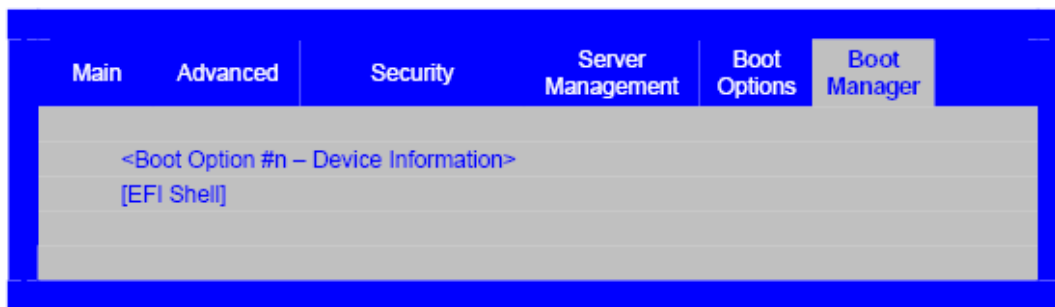 Main Advanced Security Server Management Boot Options Boot Manager
<Boot Option #n – Device Information>
[EFI Shell]